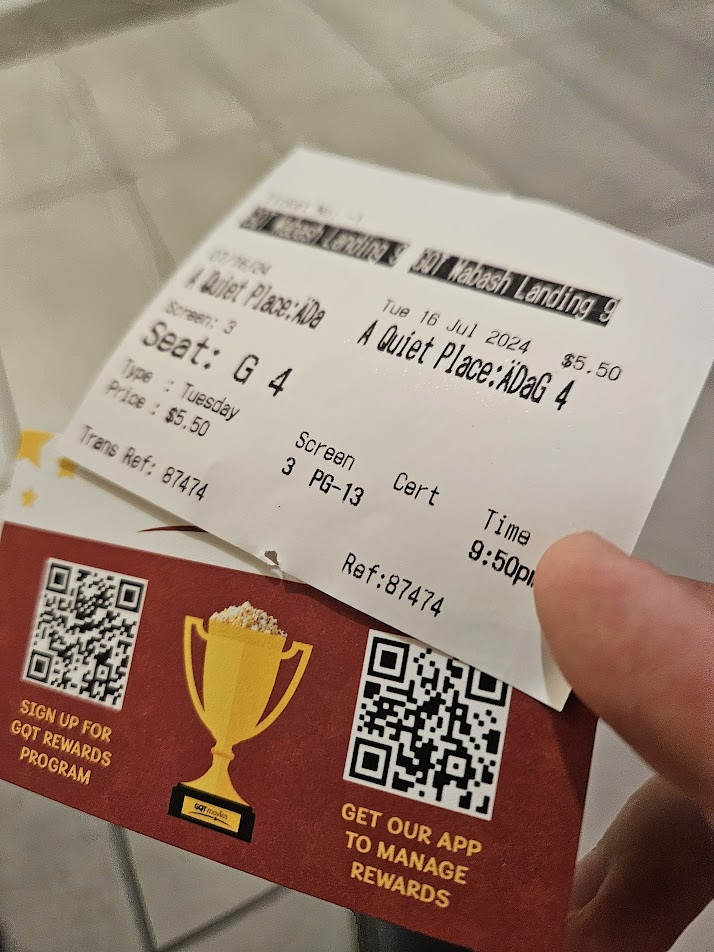 GQT Wabash Landing 9
07/16/24
A Quiet Place:ÄDa
Screen: 3
Seat: G 4
Type : Tuesday
Price : $5.50
Trans Ref: 87474
GQT Wabash Landing 9
Tue 16 Jul 2024 $5.50
A Quiet Place:ÄDaG 4
Screen Cert Time
3 PG-13 9:50pm
Ref:87474
SIGN UP FOR
GQT REWARDS
PROGRAM
GQT movies
GET OUR APP
TO MANAGE
REWARDS